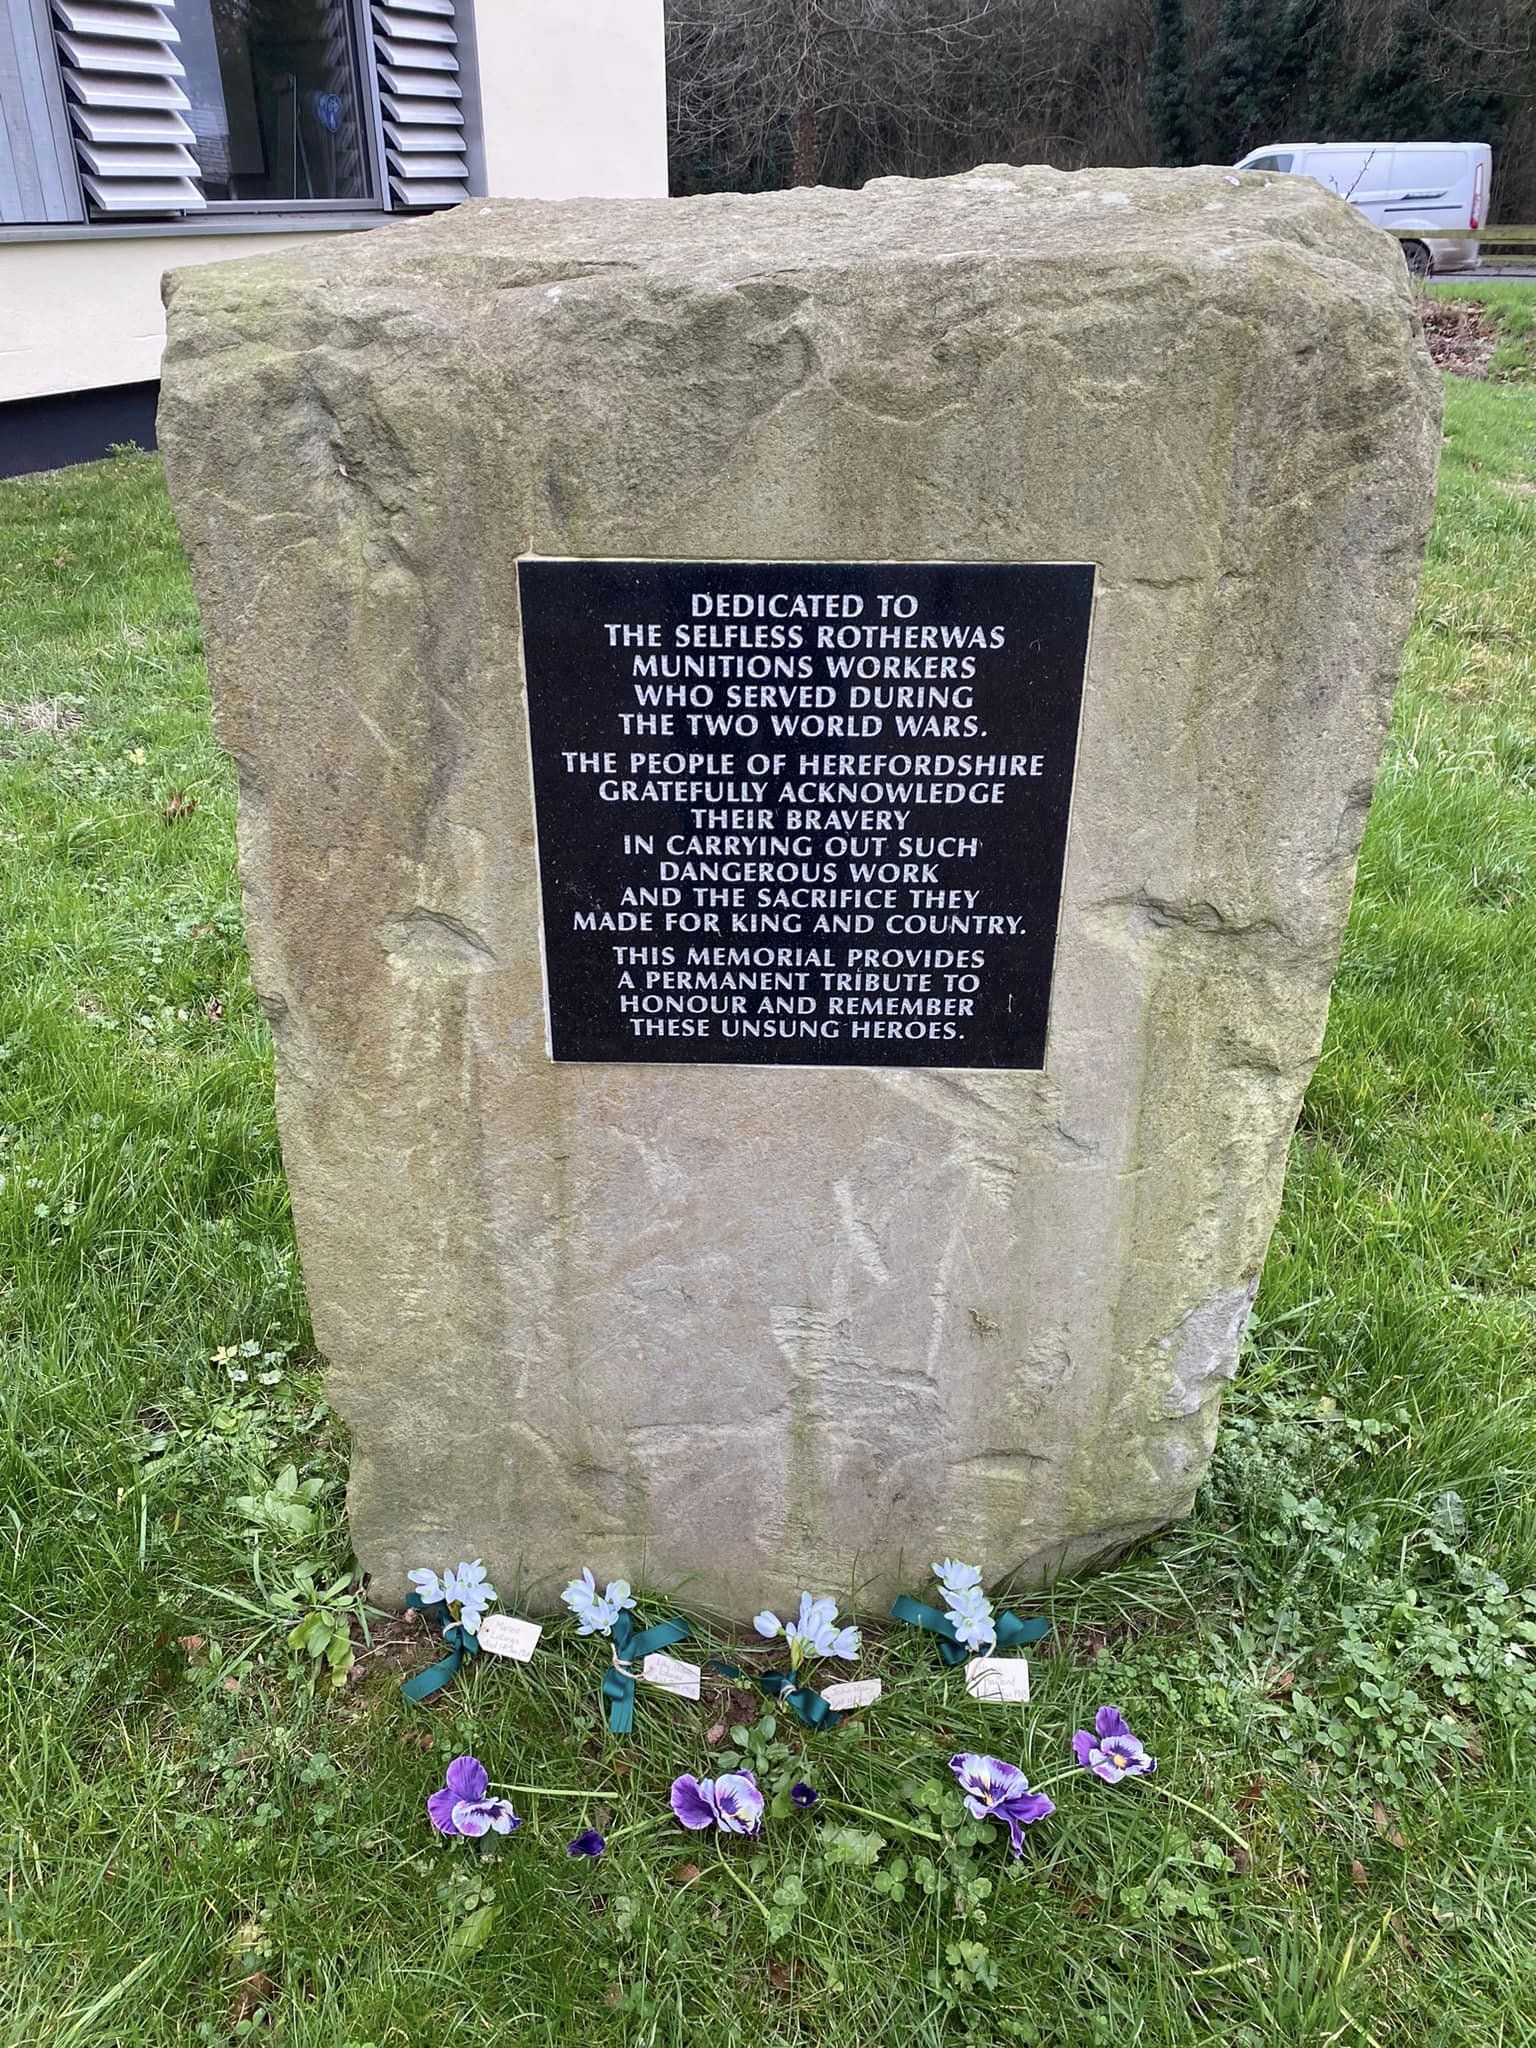 DEDICATED TO
THE SELFLESS ROTHERWAS
MUNITIONS WORKERS
WHO SERVED DURING
THE TWO WORLD WARS.
THE PEOPLE OF HEREFORDSHIRE
GRATEFULLY ACKNOWLEDGE
THEIR BRAVERY
IN CARRYING OUT SUCH
DANGEROUS WORK
AND THE SACRIFICE THEY
MADE FOR KING AND COUNTRY.
THIS MEMORIAL PROVIDES
A PERMANENT TRIBUTE TO
HONOUR AND REMEMBER
THESE UNSUNG HEROES.